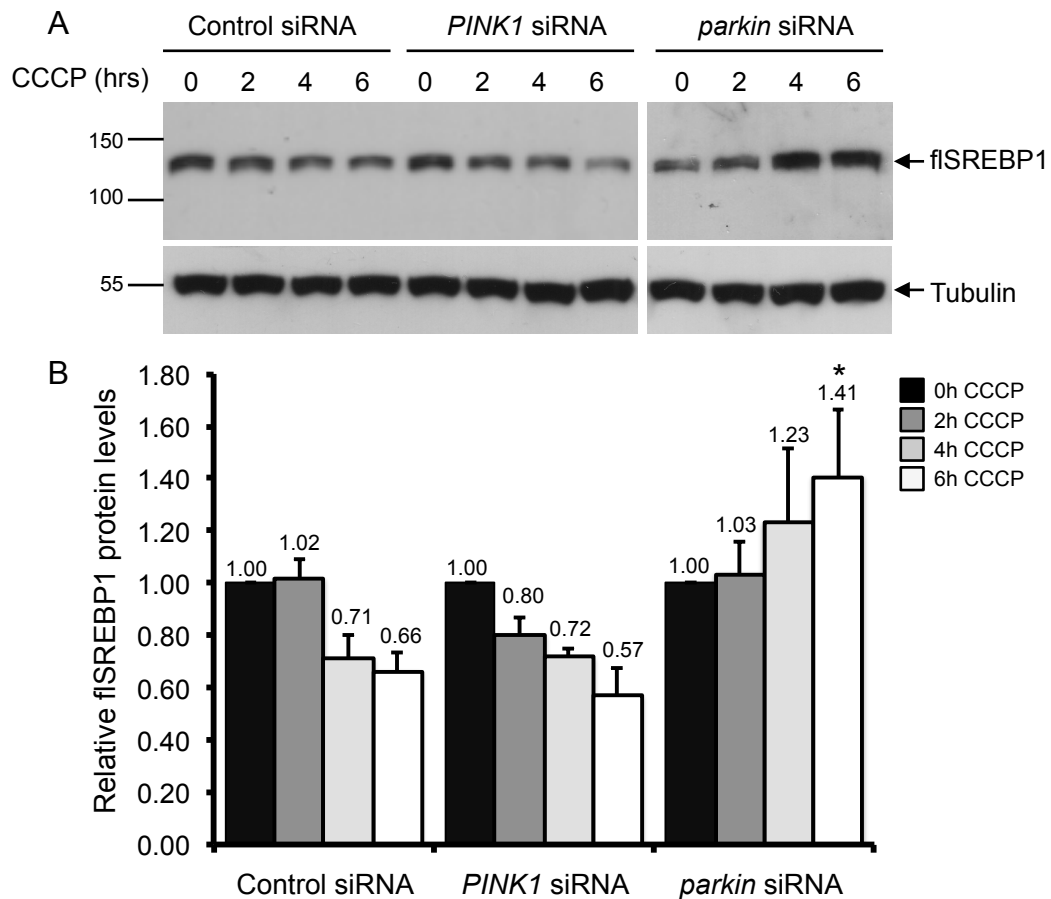 A
Control siRNA PINK1 siRNA parkin siRNA
CCCP (hrs) 0 2 4 6 0 2 4 6 0 2 4 6
150
flSREBP1
100
55
Tubulin
B
Relative flSREBP1 protein levels
1.80
1.60
1.40
1.20
1.00
0.80
0.60
0.40
0.20
0.00
1.00 1.02 0.71 0.66
1.00 0.80 0.72 0.57
1.00 1.03 1.23 1.41
*
0h CCCP
2h CCCP
4h CCCP
6h CCCP
Control siRNA PINK1 siRNA parkin siRNA